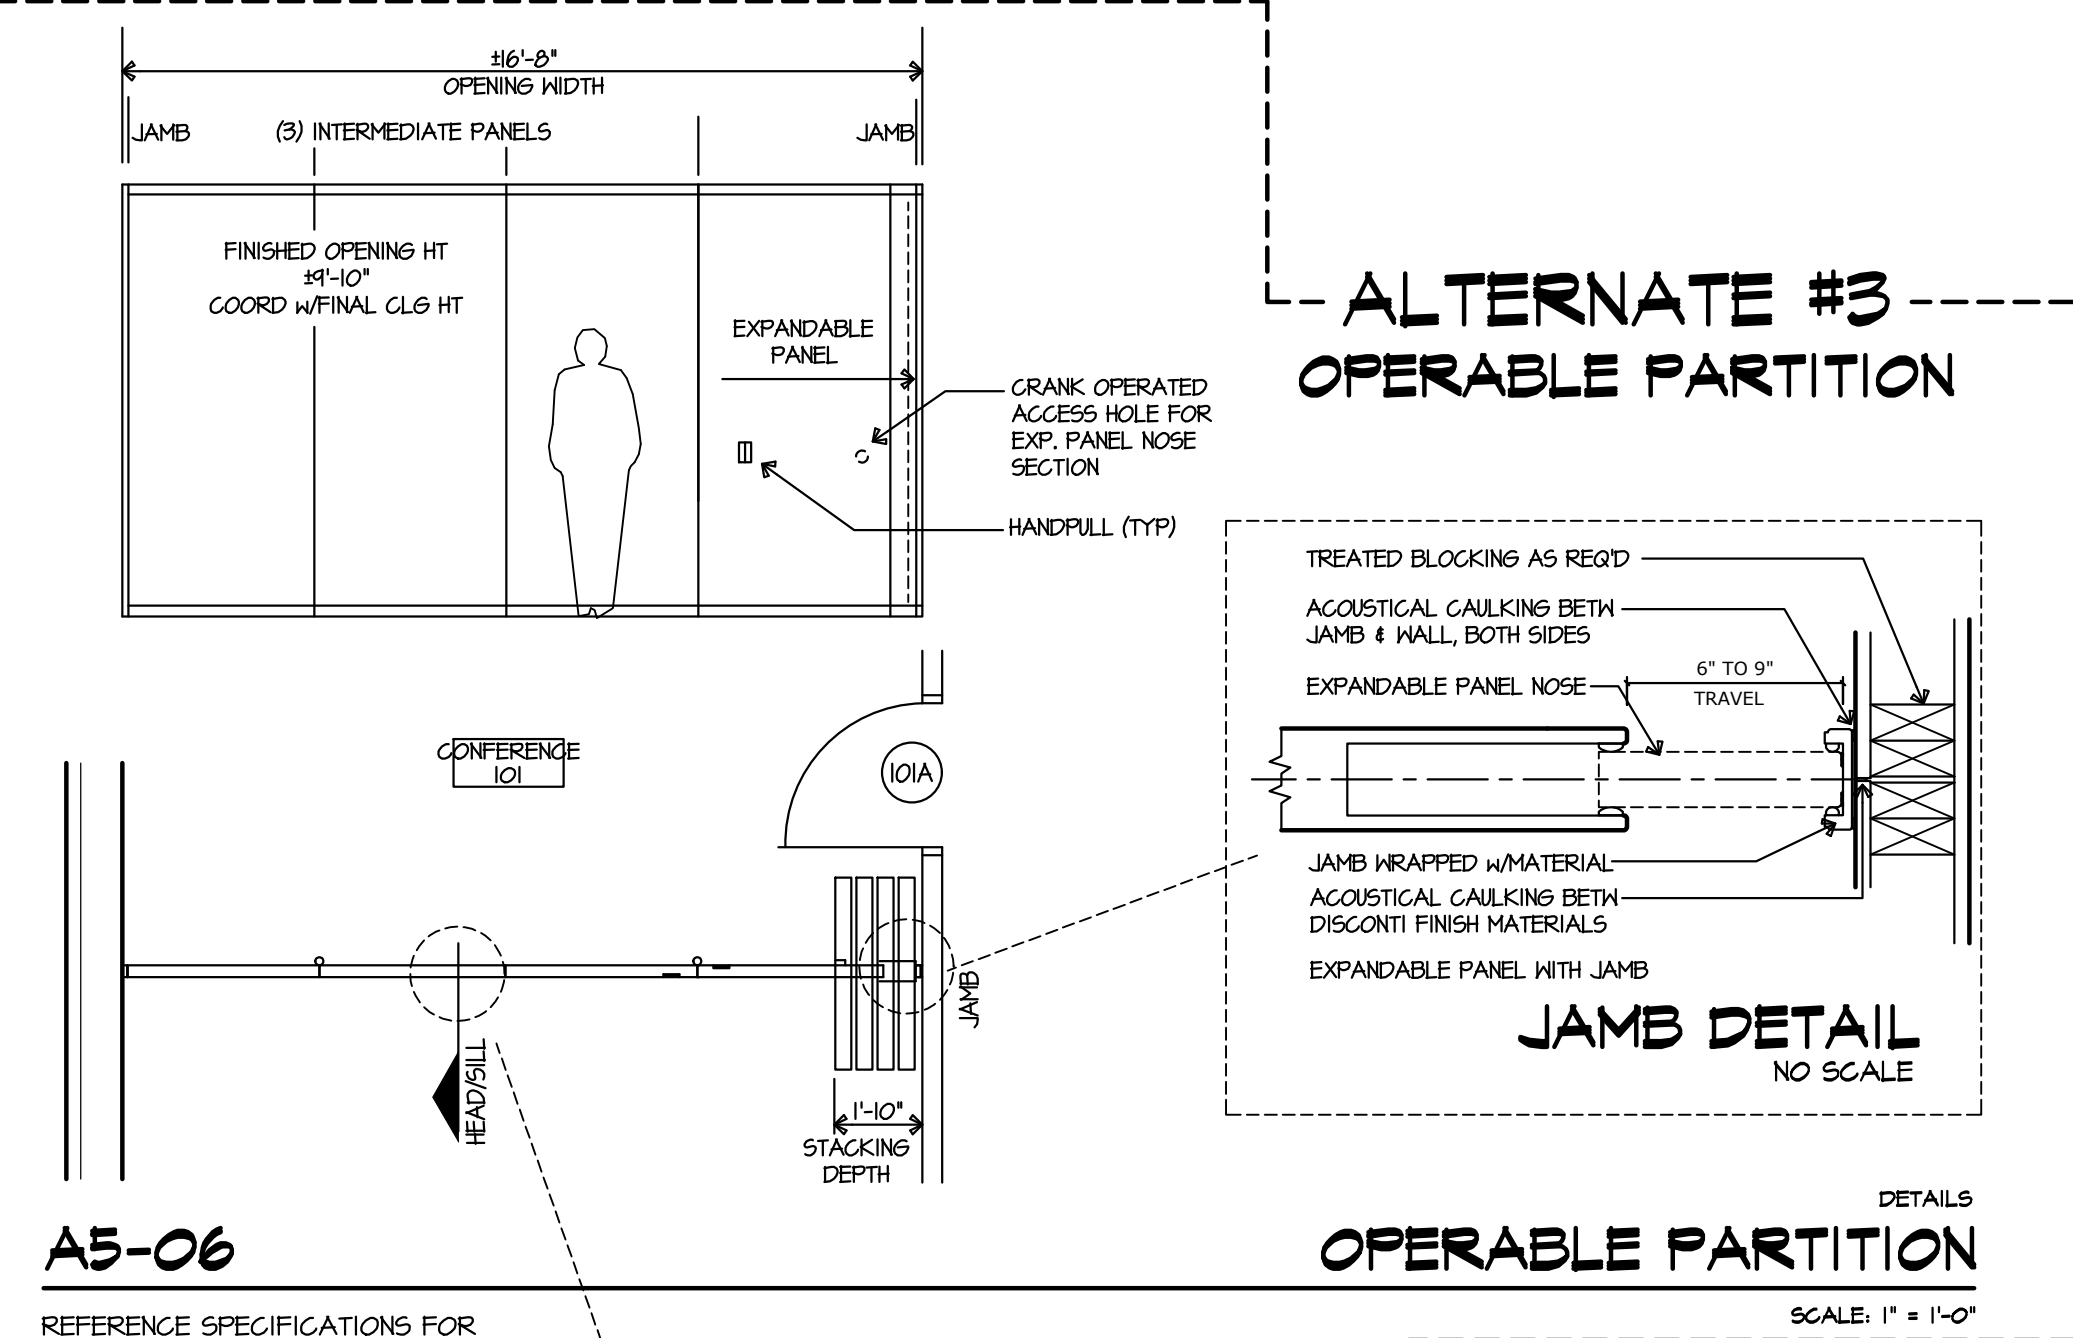 ±16'-8"
OPENING WIDTH
JAMB
(3) INTERMEDIATE PANELS
JAMB
FINISHED OPENING HT
±9'-10"
COORD w/FINAL CLG HT
EXPANDABLE
PANEL
CRANK OPERATED
ACCESS HOLE FOR
EXP. PANEL NOSE
SECTION
HANDPULL (TYP)
ALTERNATE #3
OPERABLE PARTITION
TREATED BLOCKING AS REQ'D
ACOUSTICAL CAULKING BETW
JAMB & WALL, BOTH SIDES
EXPANDABLE PANEL NOSE
6" TO 9"
TRAVEL
JAMB WRAPPED w/MATERIAL
ACOUSTICAL CAULKING BETW
DISCONTI FINISH MATERIALS
EXPANDABLE PANEL WITH JAMB
JAMB DETAIL
NO SCALE
CONFERENCE
101
101A
JAMB
HEAD/SILL
1'-10"
STACKING
DEPTH
A5-06
DETAILS
OPERABLE PARTITION
SCALE: 1" = 1'-0"
REFERENCE SPECIFICATIONS FOR